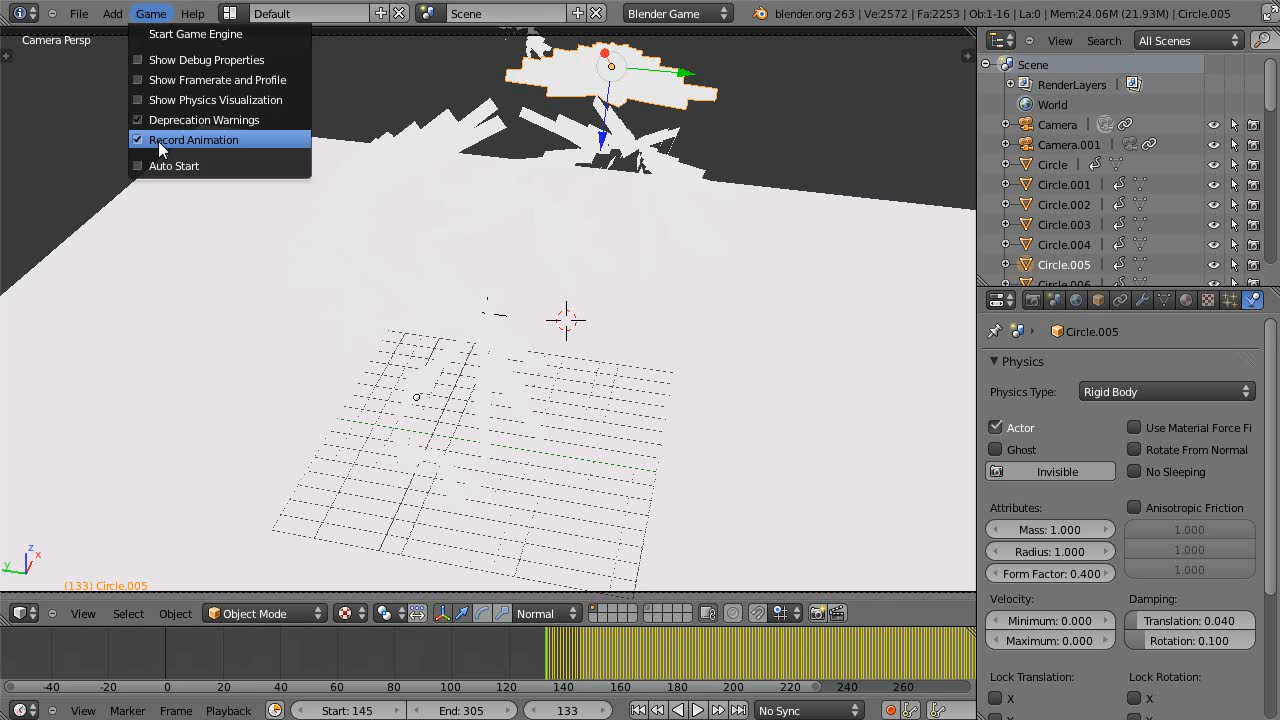 File Add Game Help Default Scene Blender Game blender.org 263 | Ve:2572 | Fa:2253 | Ob:1-16 | La:0 | Mem:24.06M (21.93M) | Circle.005
Camera Persp
Start Game Engine
Show Debug Properties
Show Framerate and Profile
Show Physics Visualization
Deprecation Warnings
Record Animation
Auto Start
View Search All Scenes
Scene
RenderLayers
World
Camera
Camera.001
Circle
Circle.001
Circle.002
Circle.003
Circle.004
Circle.005
Circle.006
Circle.005
Physics
Physics Type: Rigid Body
Actor Use Material Force Fi
Ghost Rotate From Normal
Invisible No Sleeping
Attributes: Anisotropic Friction
Mass: 1.000 1.000
Radius: 1.000 1.000
Form Factor: 0.400 1.000
Velocity: Damping:
Minimum: 0.000 Translation: 0.040
Maximum: 0.000 Rotation: 0.100
Lock Translation: Lock Rotation:
X X
z
x
y
(133) Circle.005
View Select Object Object Mode Normal
-40 -20 0 20 40 60 80 100 120 140 160 180 200 220 240 260
View Marker Frame Playback Start: 145 End: 305 133 No Sync